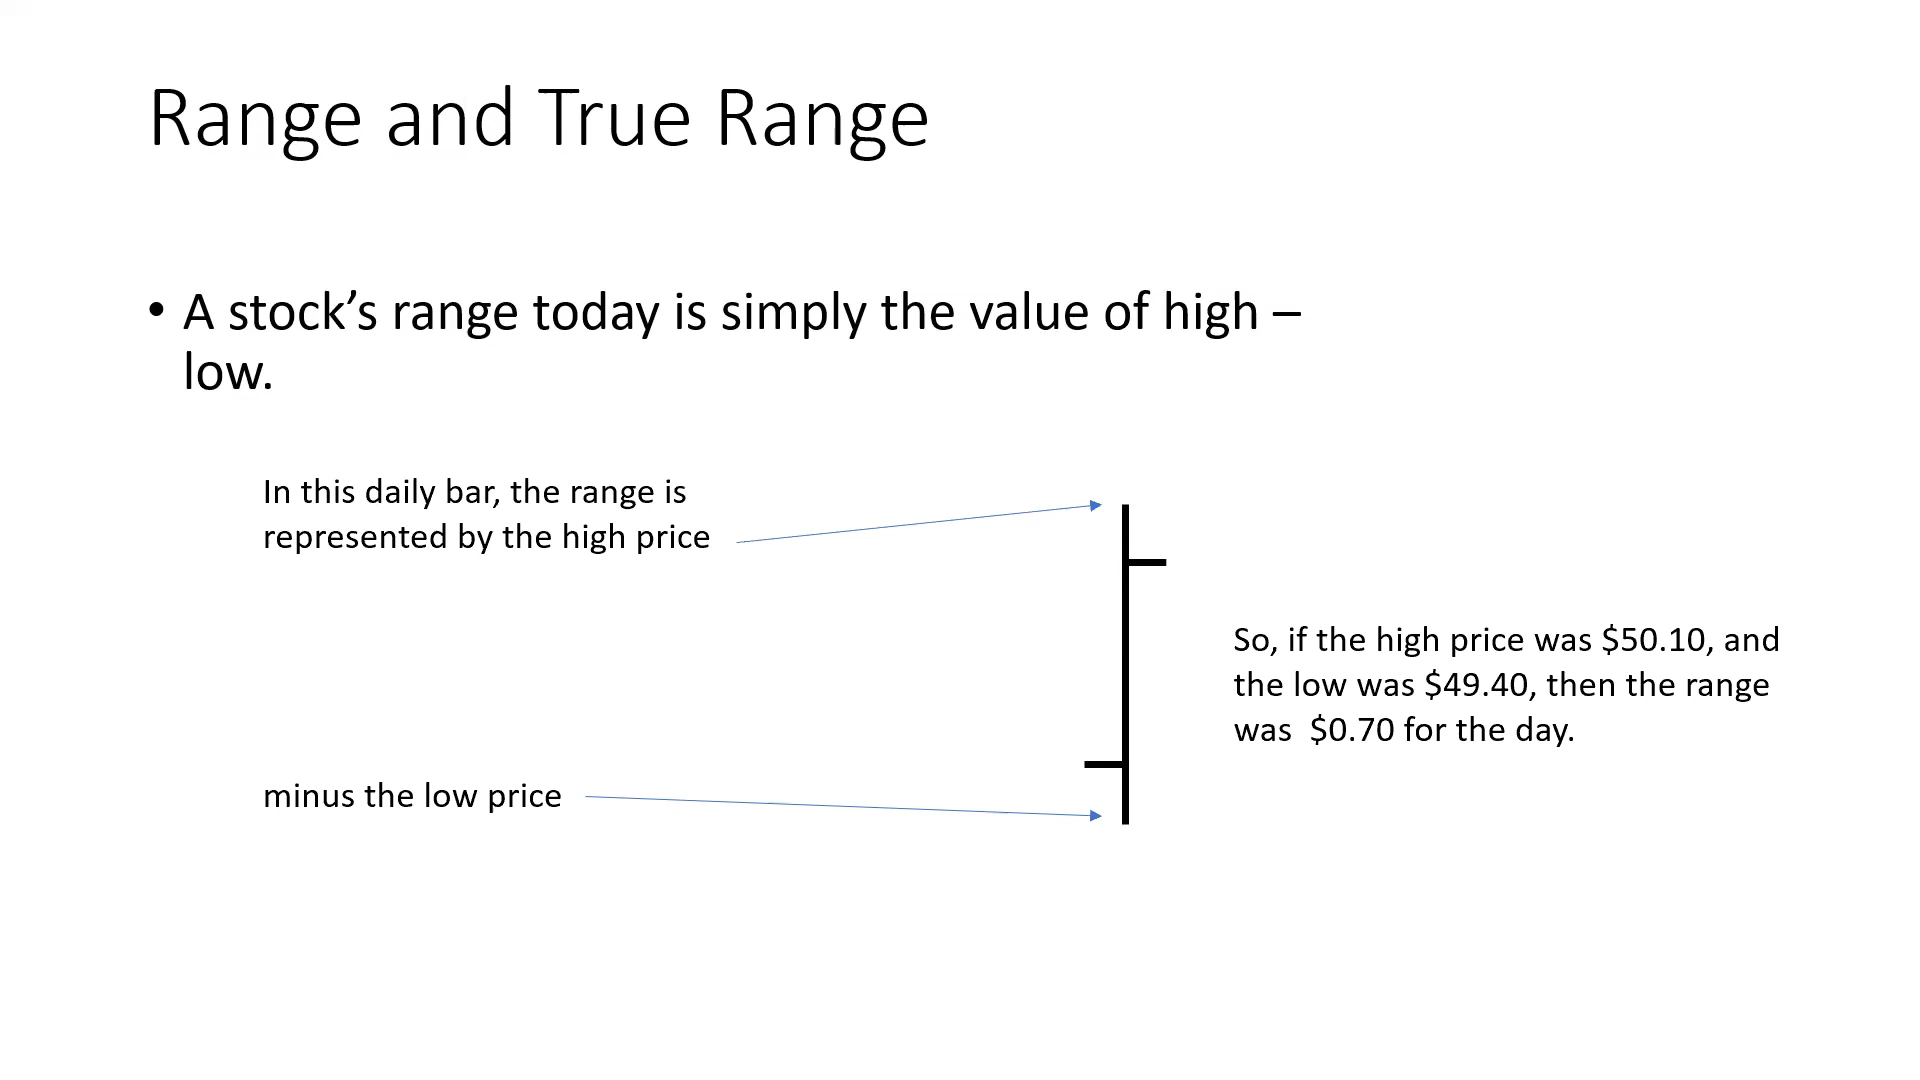 Range and True Range
• A stock’s range today is simply the value of high –
low.
In this daily bar, the range is
represented by the high price
So, if the high price was $50.10, and
the low was $49.40, then the range
was  $0.70 for the day.
minus the low price